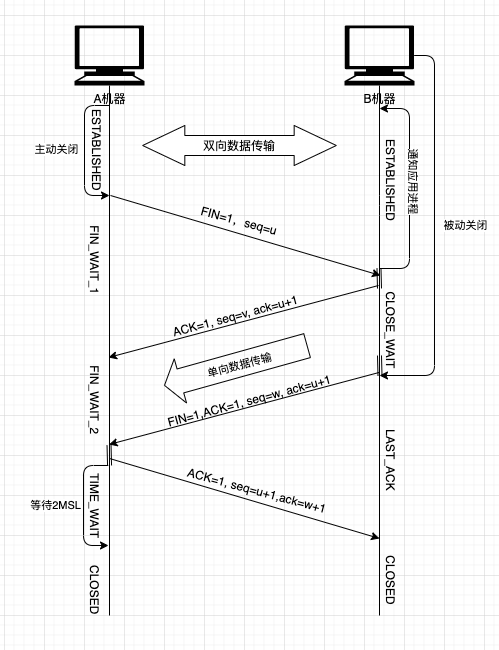 A机器
B机器
主动关闭
ESTABLISHED
双向数据传输
ESTABLISHED
通知应用进程
被动关闭
FIN=1, seq=u
FIN_WAIT_1
CLOSE_WAIT
ACK=1, seq=v, ack=u+1
单向数据传输
FIN_WAIT_2
FIN=1,ACK=1, seq=w, ack=u+1
LAST_ACK
ACK=1, seq=u+1,ack=w+1
等待2MSL
TIME_WAIT
CLOSED
CLOSED